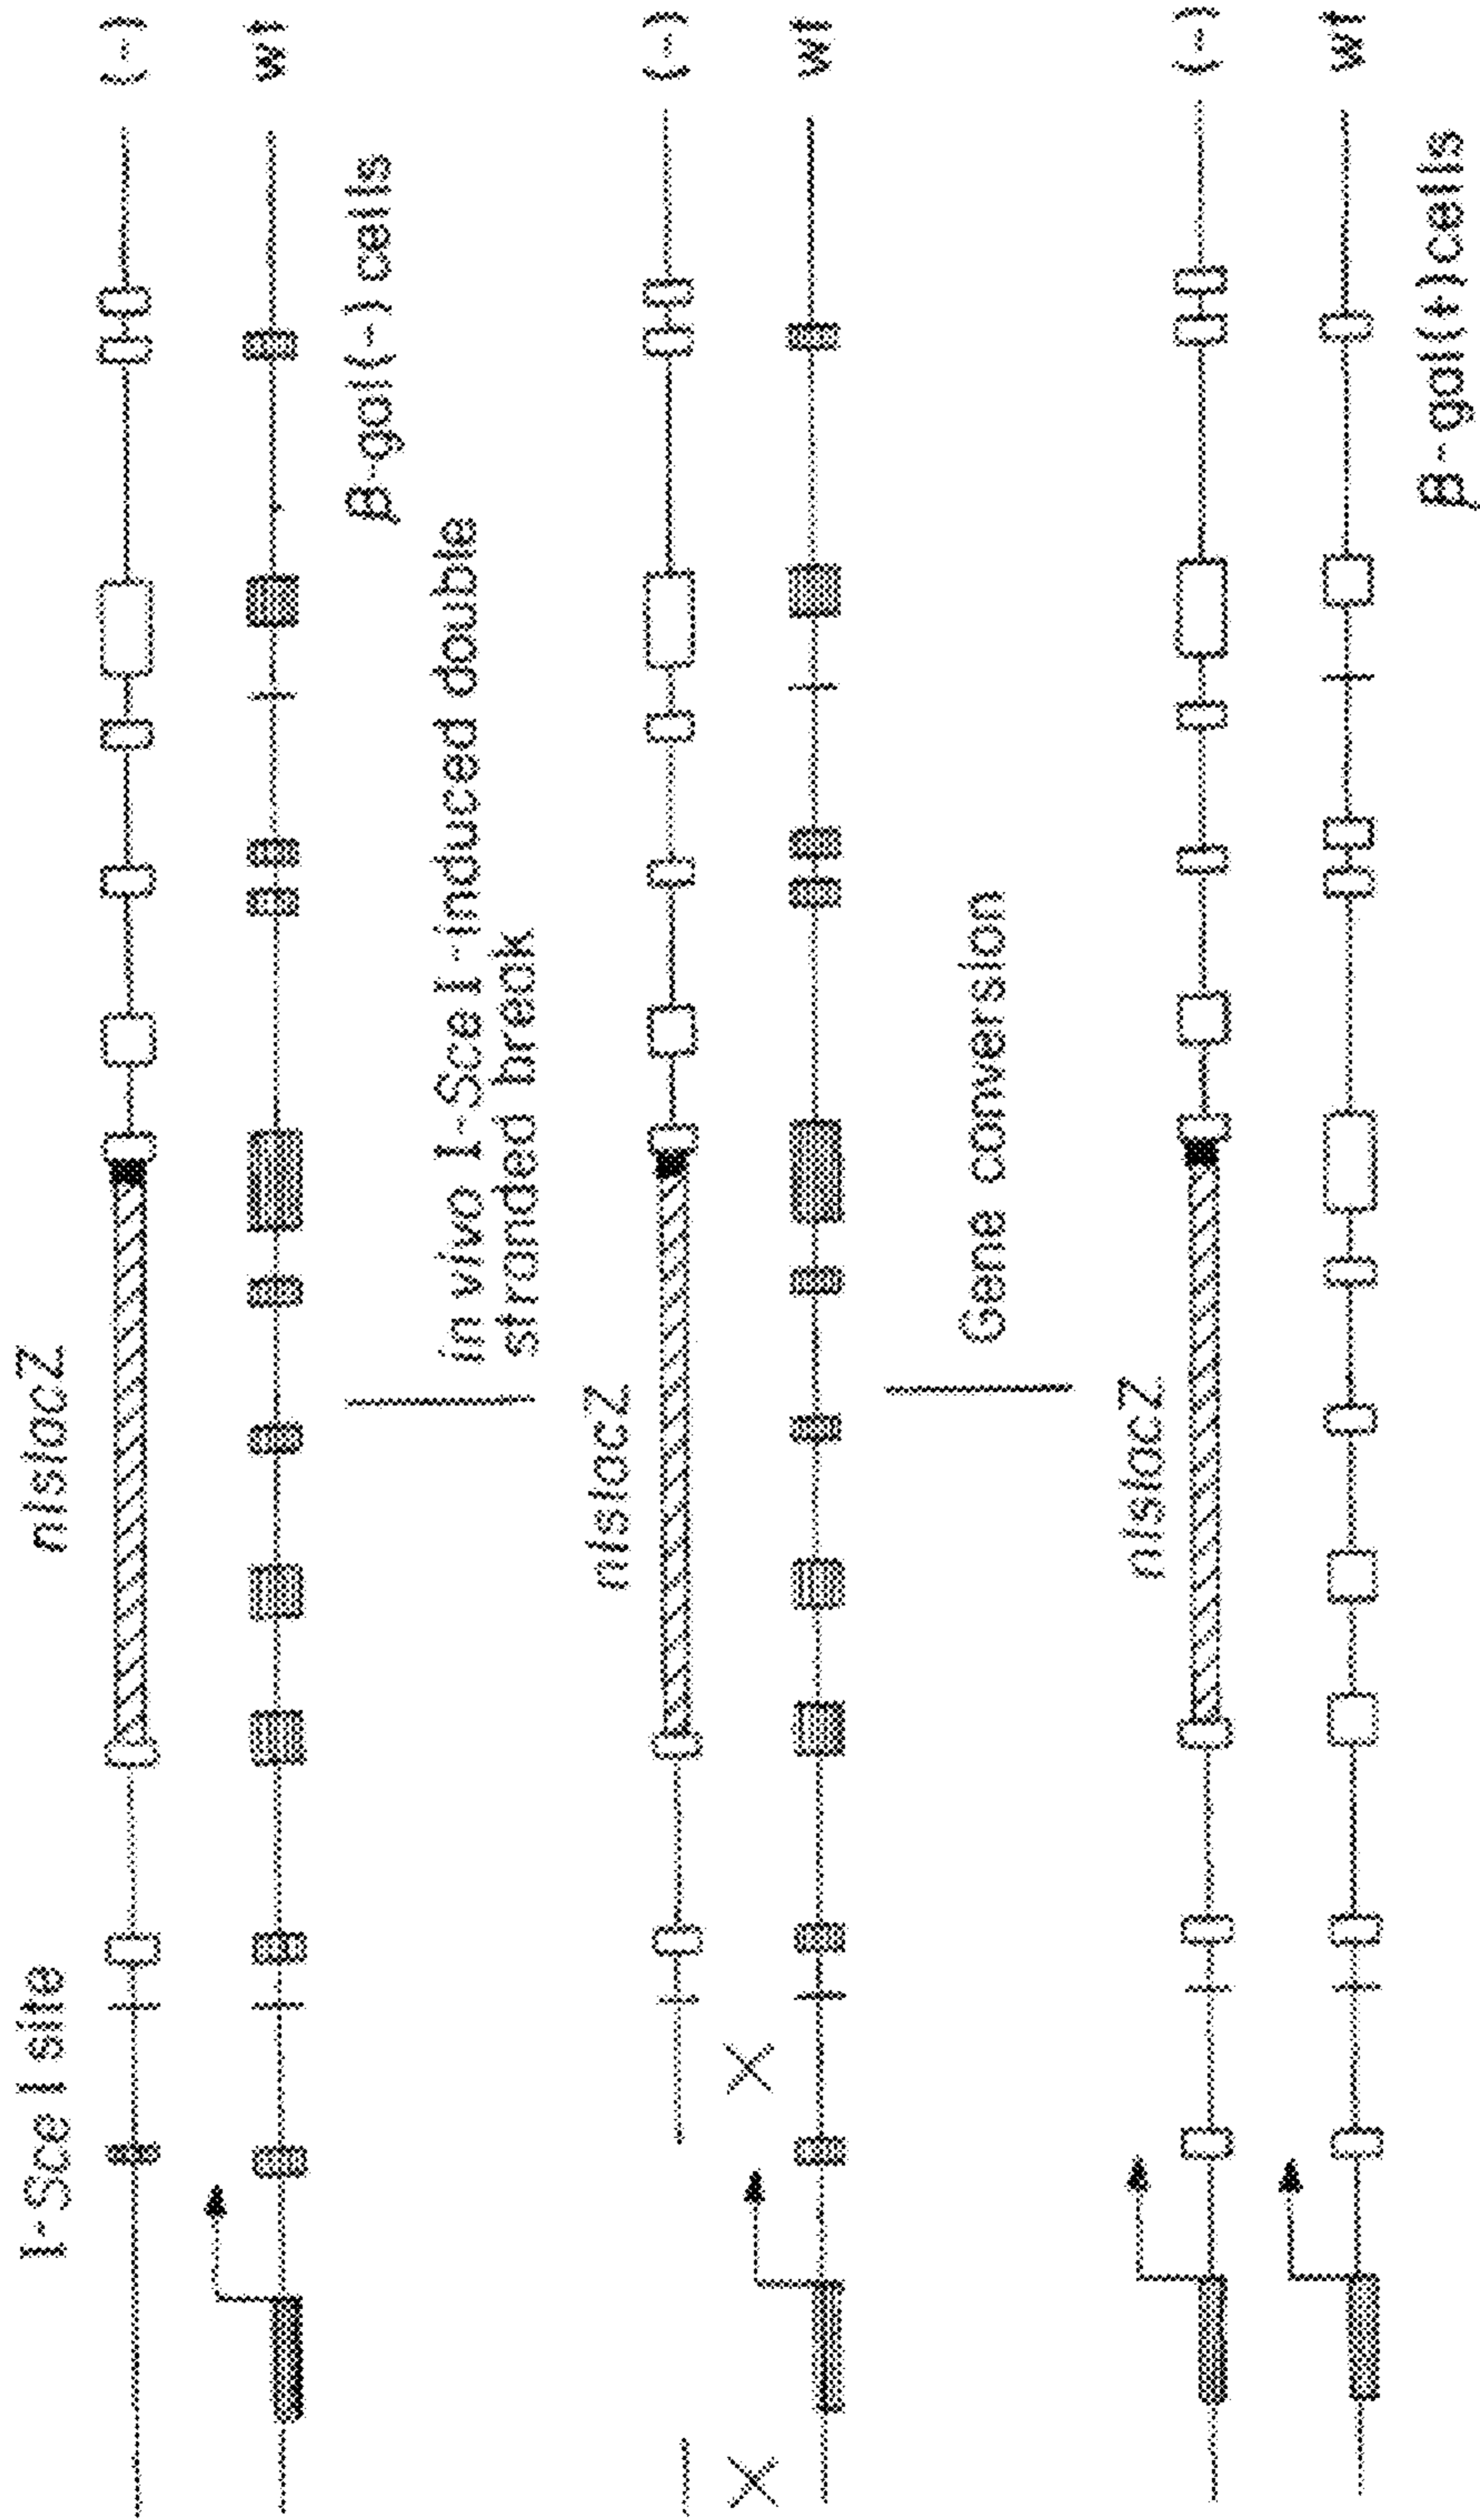 I-Sce I site
nlslacZ
(-)
wt
β-gal(-) cells
in vivo I-Sce I-induced double
stranded break
nlslacZ
(-)
wt
Gene conversion
nlslacZ
(-)
wt
β-gal(+) cells